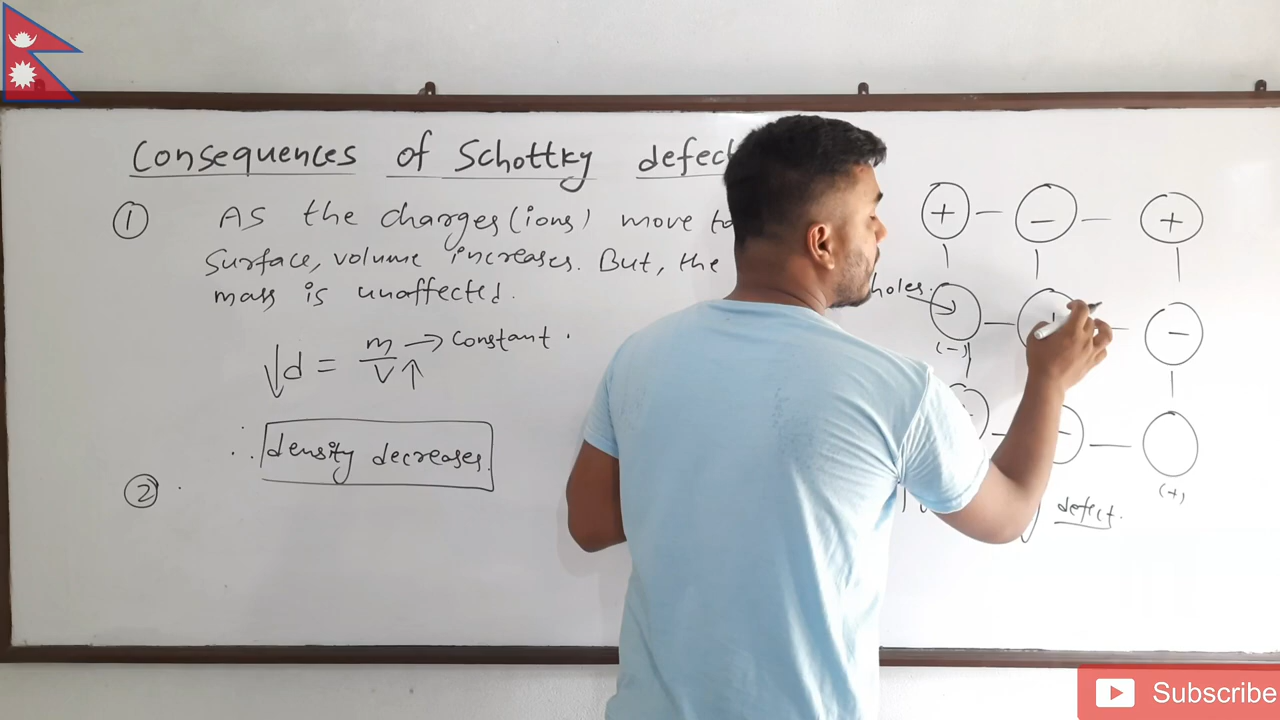 Consequences of Schottky defect
① As the charges (ions) move to
surface, volume increases. But, the
mass is unaffected.
↓d = m/V↑ → Constant.
∴ density decreases.
②
+ − − − +
holes.
− −
(−)
− −
(+)
defect.
Subscribe